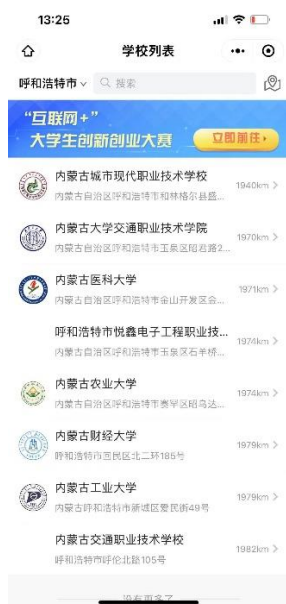 13:25
学校列表
呼和浩特市
搜索
“互联网+”
大学生创新创业大赛
立即前往
内蒙古城市现代职业技术学校
1940km
内蒙古自治区呼和浩特市和林格尔县盛...
内蒙古大学交通职业技术学院
1970km
内蒙古自治区呼和浩特市玉泉区昭君路2...
内蒙古医科大学
1971km
内蒙古自治区呼和浩特市金山开发区会...
呼和浩特市悦鑫电子工程职业技...
1974km
内蒙古自治区呼和浩特市玉泉区石羊桥...
内蒙古农业大学
1974km
内蒙古自治区呼和浩特市赛罕区昭乌达...
内蒙古财经大学
1979km
呼和浩特市回民区北二环185号
内蒙古工业大学
1979km
内蒙古呼和浩特市新城区爱民街49号
内蒙古交通职业技术学校
1982km
呼和浩特市呼伦北路105号
没有更多了